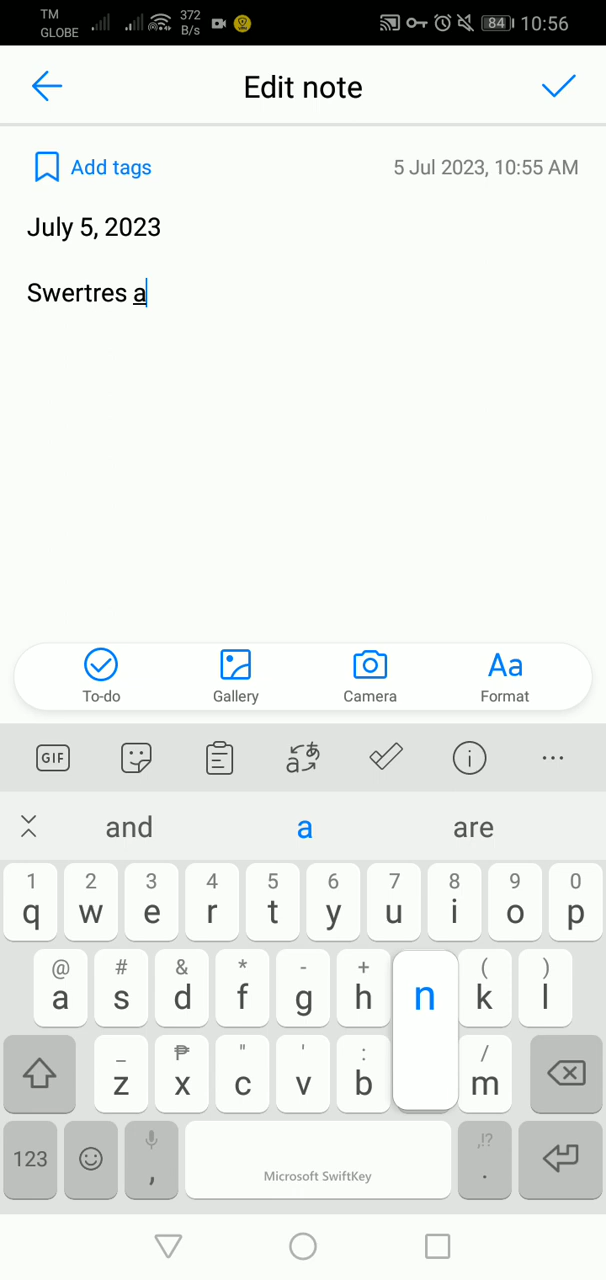 TM
GLOBE
372
B/s
84
10:56
Edit note
Add tags
5 Jul 2023, 10:55 AM
July 5, 2023
Swertres a
To-do
Gallery
Camera
Aa
Format
GIF
aあ
i
...
and
a
are
1 2 3 4 5 6 7 8 9 0
q w e r t y u i o p
@ # & * - + ( )
a s d f g h n k l
_ ₱ " ' : /
z x c v b m
,!?
123 , Microsoft SwiftKey .